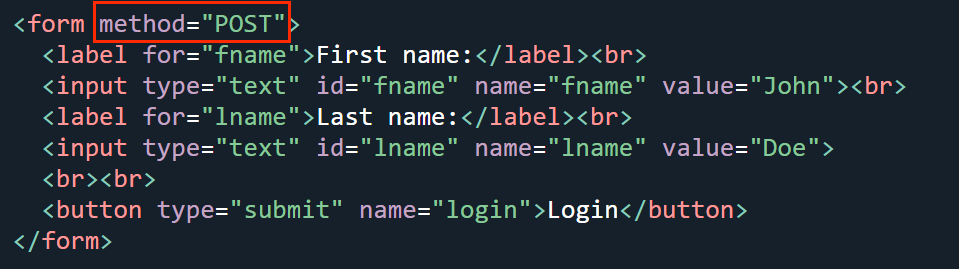 <form method="POST">
<label for="fname">First name:</label><br>
<input type="text" id="fname" name="fname" value="John"><br>
<label for="lname">Last name:</label><br>
<input type="text" id="lname" name="lname" value="Doe">
<br><br>
<button type="submit" name="login">Login</button>
</form>